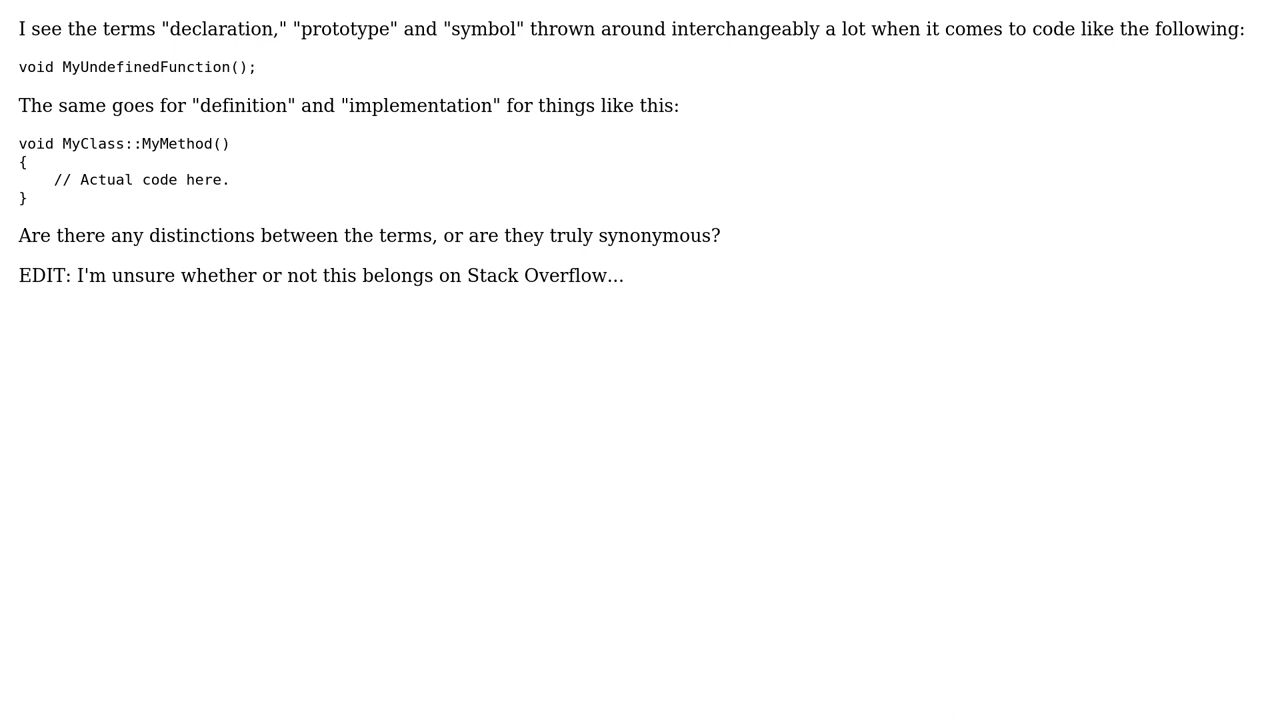 I see the terms "declaration," "prototype" and "symbol" thrown around interchangeably a lot when it comes to code like the following:
void MyUndefinedFunction();
The same goes for "definition" and "implementation" for things like this:
void MyClass::MyMethod()
{
    // Actual code here.
}
Are there any distinctions between the terms, or are they truly synonymous?
EDIT: I'm unsure whether or not this belongs on Stack Overflow...